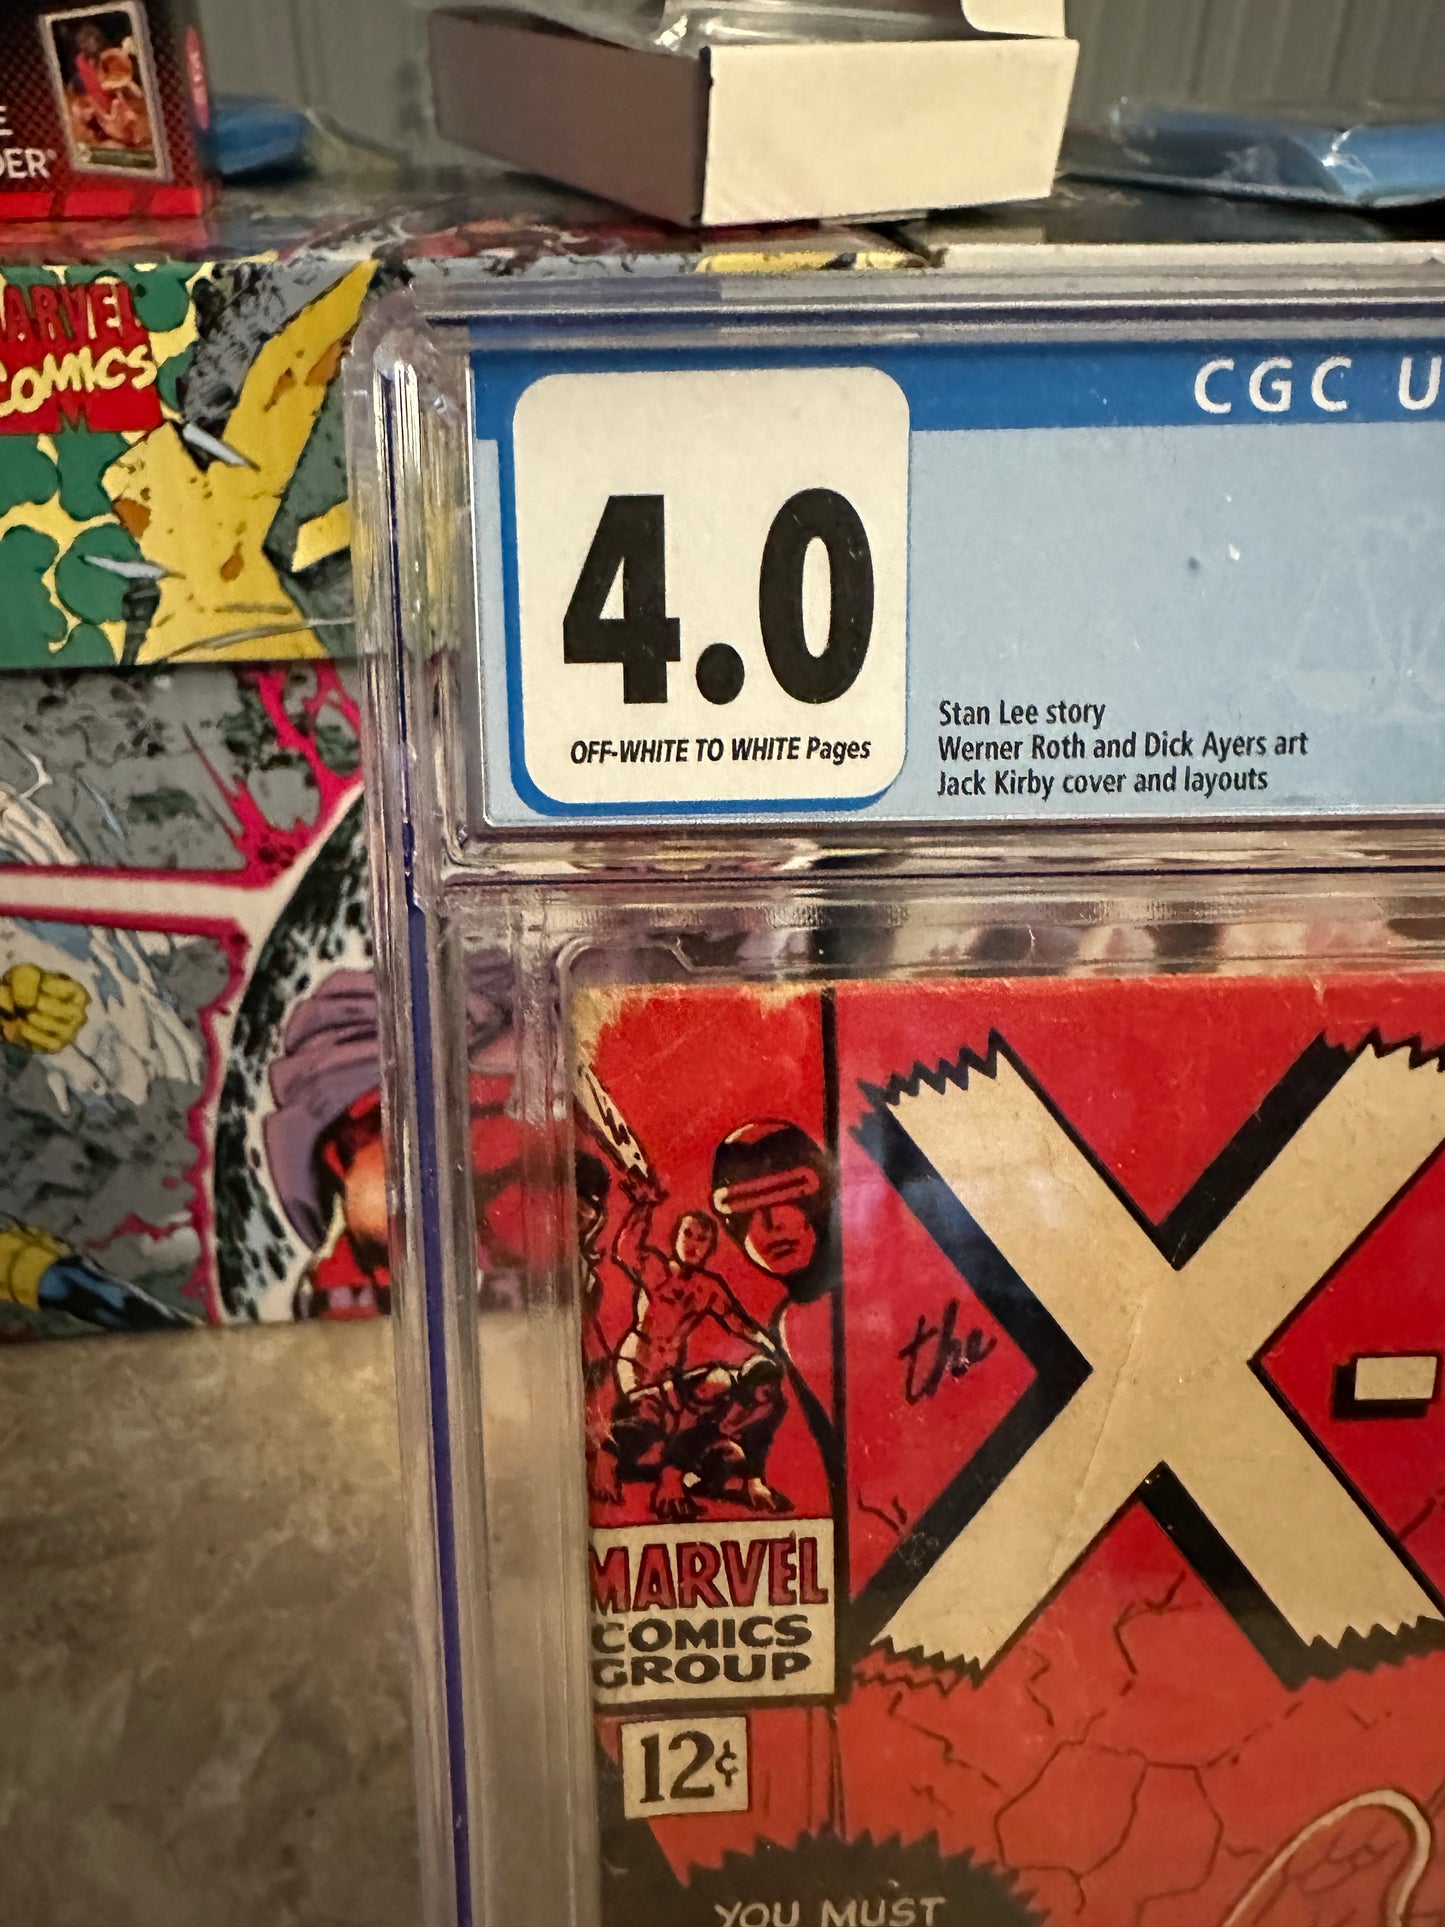 MARVEL
COMICS
CGC U
4.0
OFF-WHITE TO WHITE Pages
Stan Lee story
Werner Roth and Dick Ayers art
Jack Kirby cover and layouts
the
X-
MARVEL
COMICS
GROUP
12¢
YOU MUST